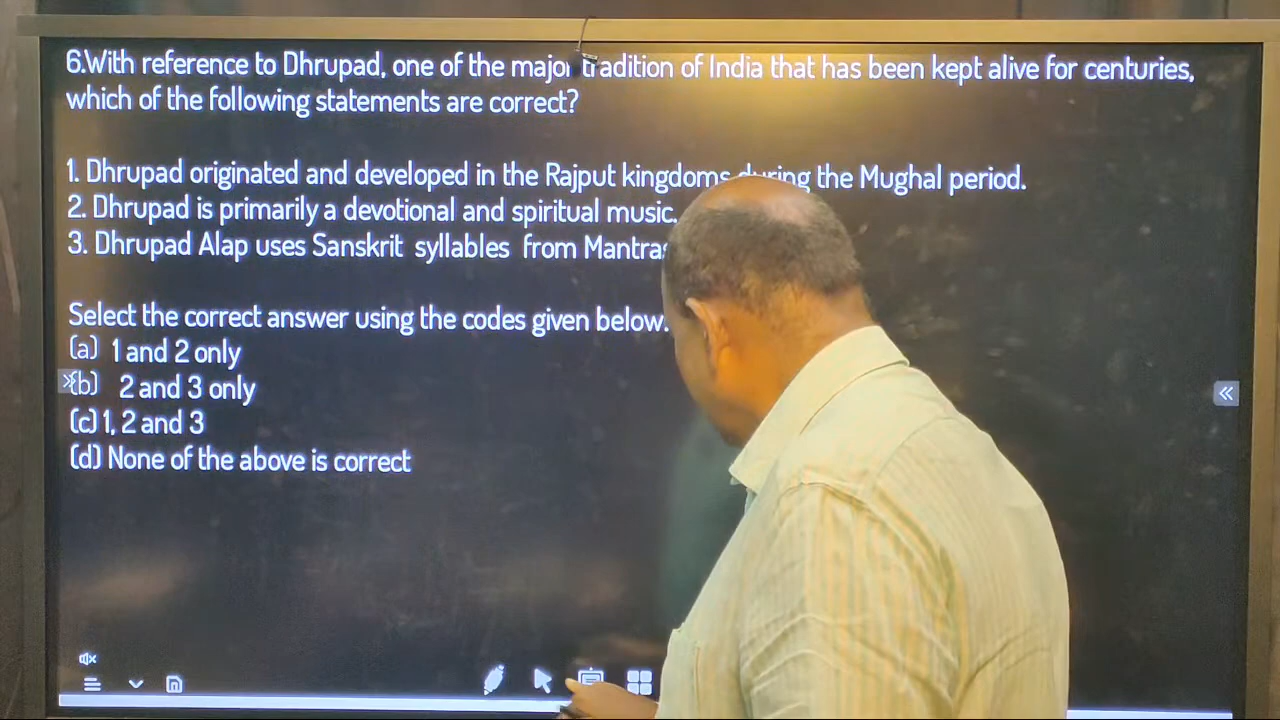 6.With reference to Dhrupad, one of the major tradition of India that has been kept alive for centuries,
which of the following statements are correct?
1. Dhrupad originated and developed in the Rajput kingdoms during the Mughal period.
2. Dhrupad is primarily a devotional and spiritual music.
3. Dhrupad Alap uses Sanskrit syllables from Mantras
Select the correct answer using the codes given below.
(a) 1 and 2 only
(b) 2 and 3 only
(c) 1, 2 and 3
(d) None of the above is correct